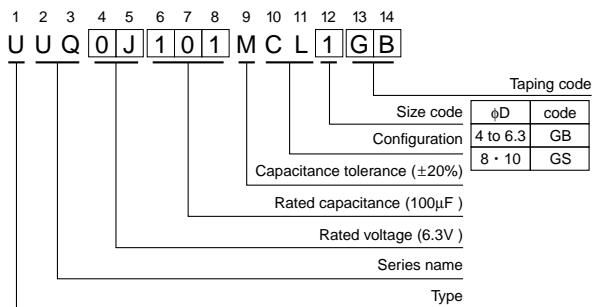 1 2 3 4 5 6 7 8 9 10 11 12 13 14
U U Q 0 J 1 0 1 M C L 1 G B
Taping code
Size code
ϕD code
Configuration
4 to 6.3 GB
8・10 GS
Capacitance tolerance (±20%)
Rated capacitance (100µF )
Rated voltage (6.3V )
Series name
Type